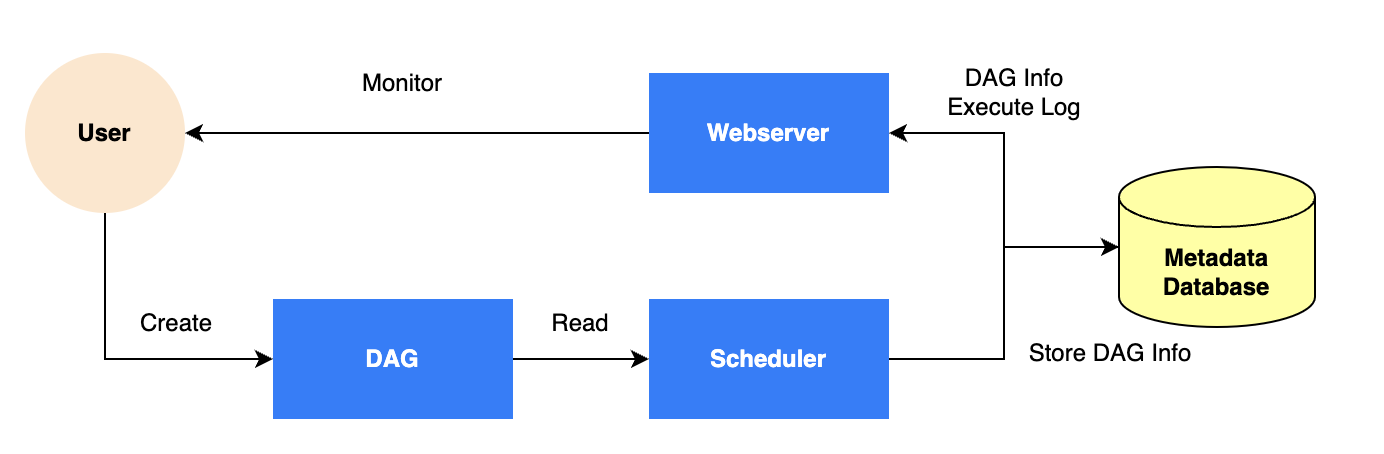 Monitor
DAG Info
Execute Log
User
Webserver
Metadata
Database
Create
Read
DAG
Scheduler
Store DAG Info